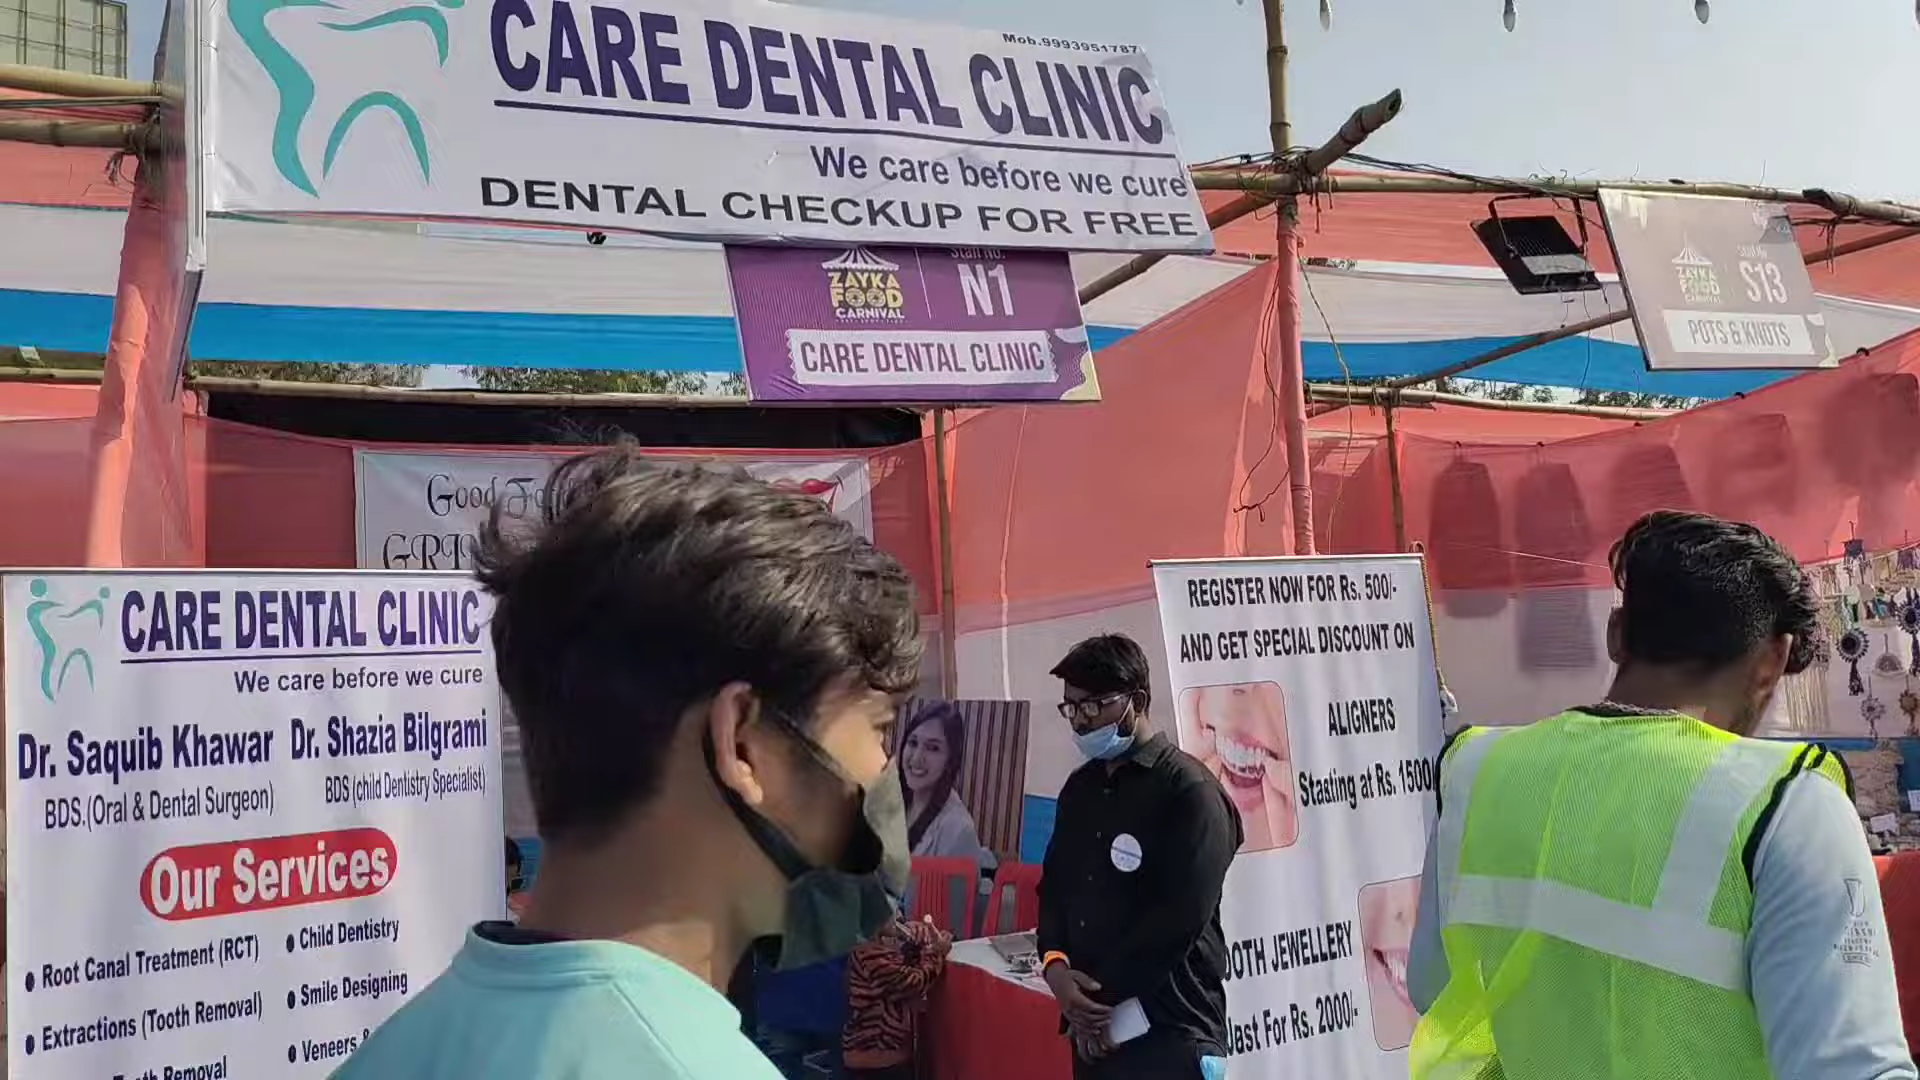 Mob.9993951787
CARE DENTAL CLINIC
We care before we cure
DENTAL CHECKUP FOR FREE
Stall No.
ZAYKA
FOOD
CARNIVAL
N1
CARE DENTAL CLINIC
ZAYKA
FOOD
CARNIVAL
S13
POTS & KNOTS
Good
CARE DENTAL CLINIC
We care before we cure
Dr. Saquib Khawar Dr. Shazia Bilgrami
BDS.(Oral & Dental Surgeon) BDS (child Dentistry Specialist)
Our Services
• Root Canal Treatment (RCT) • Child Dentistry
• Extractions (Tooth Removal) • Smile Designing
• Veneers &
Removal
REGISTER NOW FOR Rs. 500/-
AND GET SPECIAL DISCOUNT ON
ALIGNERS
Stasting at Rs. 1500
OOTH JEWELLERY
Just For Rs. 2000/-